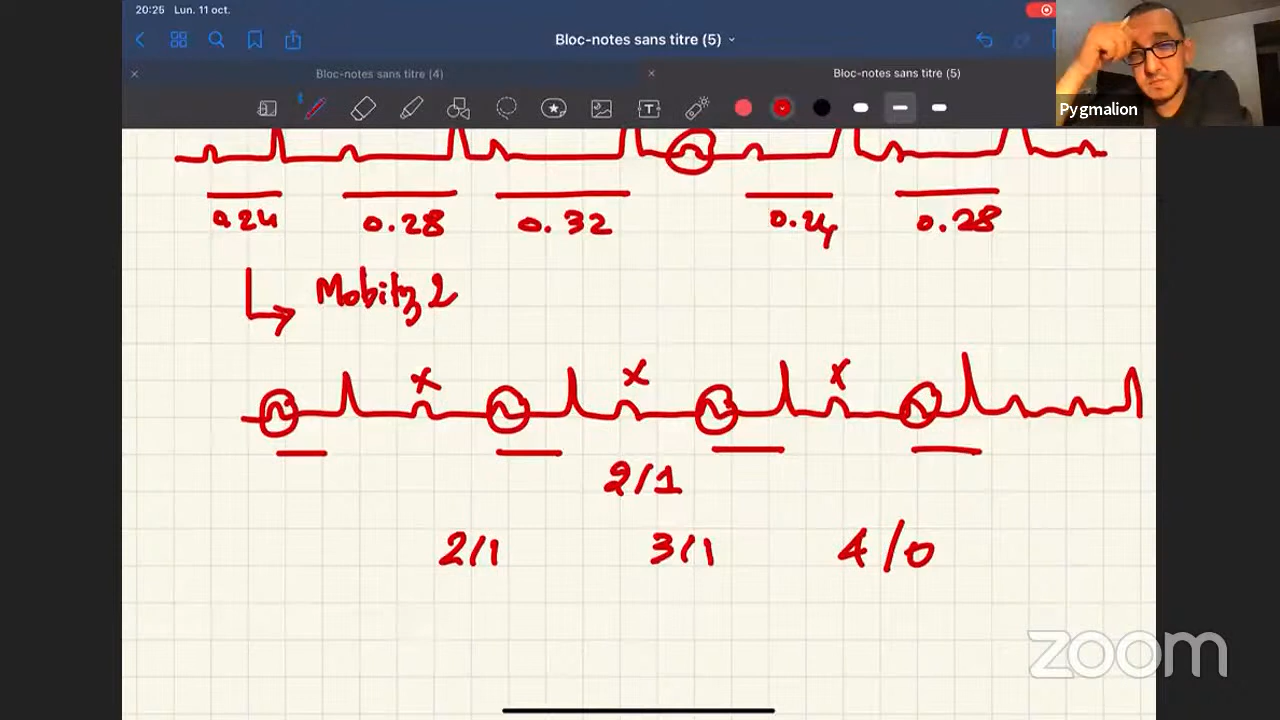 20:25 Lun. 11 oct.
Bloc-notes sans titre (5)
Bloc-notes sans titre (4)
Bloc-notes sans titre (5)
Pygmalion
0.24 0.28 0.32 0.24 0.28
Mobitz 2
x x x
2/1
2/1 3/1 4/0
zoom